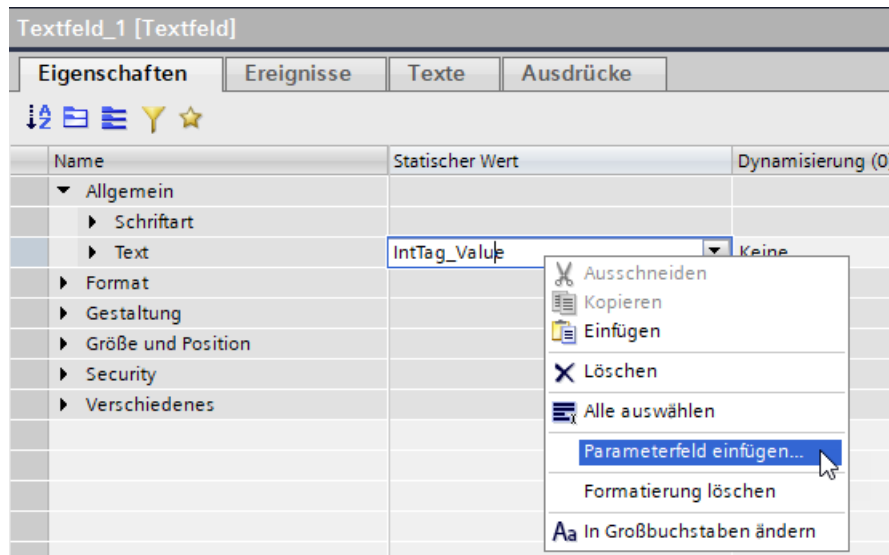 Textfeld_1 [Textfeld]
Eigenschaften Ereignisse Texte Ausdrücke
Name Statischer Wert Dynamisierung (0)
Allgemein
Schriftart
Text IntTag_Value Keine
Format
Gestaltung
Größe und Position
Security
Verschiedenes
Ausschneiden
Kopieren
Einfügen
Löschen
Alle auswählen
Parameterfeld einfügen...
Formatierung löschen
Aa In Großbuchstaben ändern